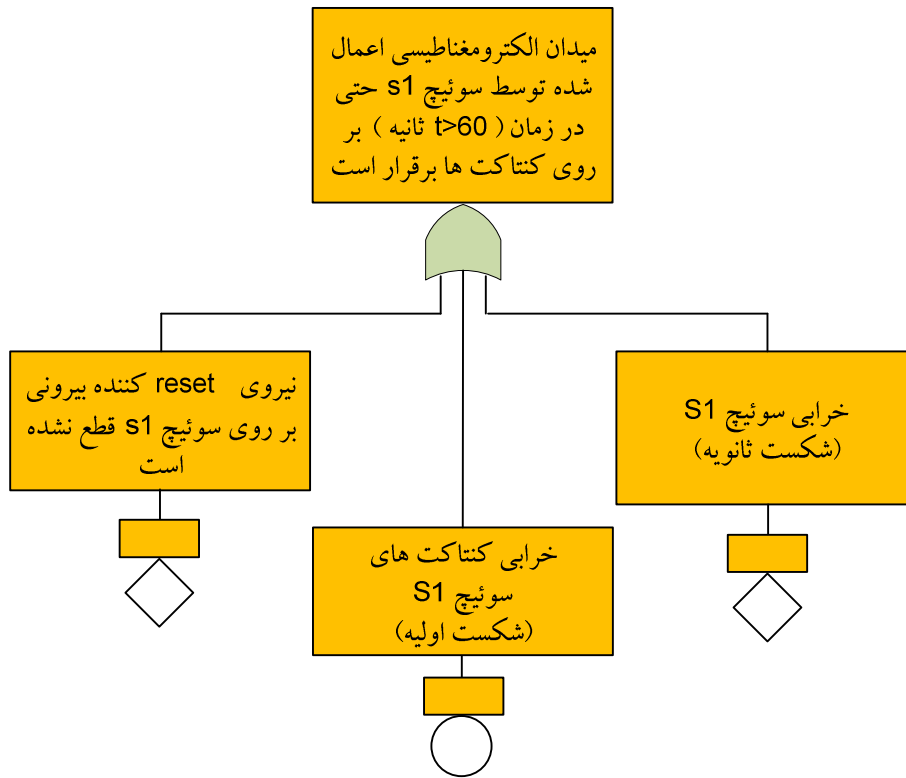 میدان الکترومغناطیسی اعمال
شده توسط سوئیچ s1 حتی
در زمان ( t>60 ثانیه ) بر
روی کنتاکت ها برقرار است
نیروی reset کننده بیرونی
بر روی سوئیچ s1 قطع نشده
است
خرابی سوئیچ S1
(شکست ثانویه)
خرابی کنتاکت های
سوئیچ S1
(شکست اولیه)